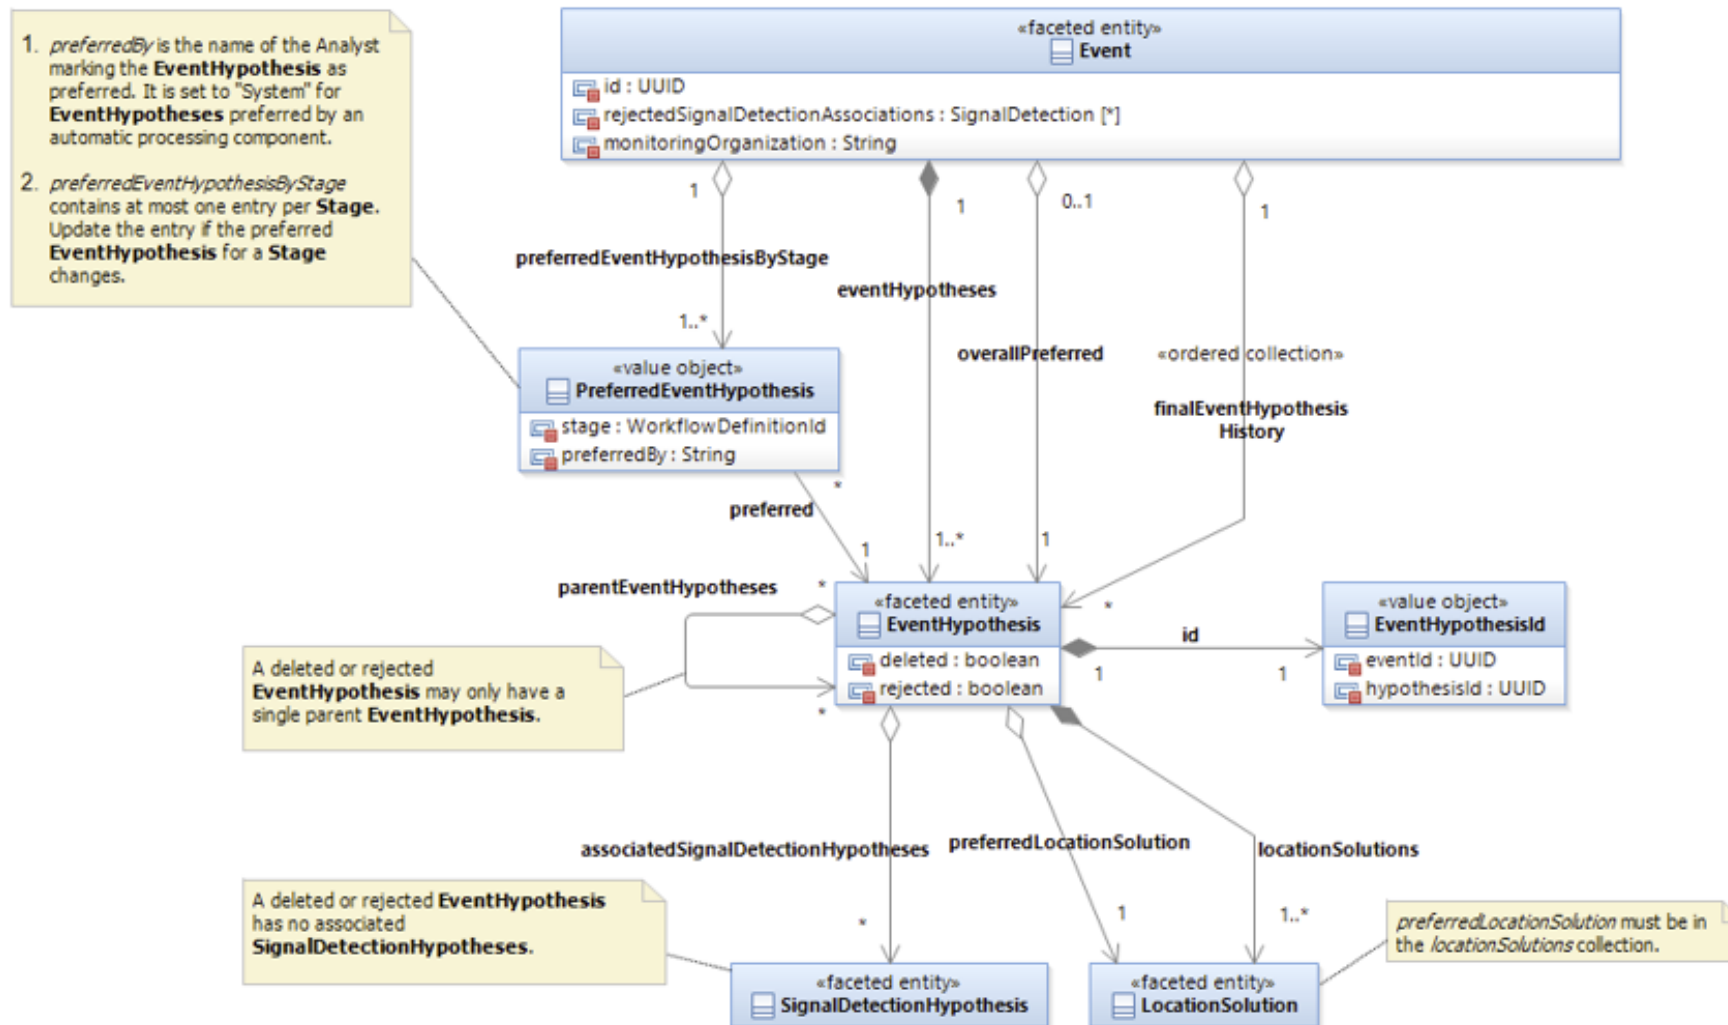 1. preferredBy is the name of the Analyst
marking the EventHypothesis as
preferred. It is set to "System" for
EventHypotheses preferred by an
automatic processing component.
2. preferredEventHypothesisByStage
contains at most one entry per Stage.
Update the entry if the preferred
EventHypothesis for a Stage
changes.
«faceted entity»
Event
id : UUID
rejectedSignalDetectionAssociations : SignalDetection [*]
monitoringOrganization : String
1
1
0..1
1
preferredEventHypothesisByStage
eventHypotheses
1..*
overallPreferred
«ordered collection»
finalEventHypothesis
History
«value object»
PreferredEventHypothesis
stage : WorkflowDefinitionId
preferredBy : String
*
preferred
1
1..*
1
*
parentEventHypotheses
*
*
«faceted entity»
EventHypothesis
deleted : boolean
rejected : boolean
id
1
1
«value object»
EventHypothesisId
eventId : UUID
hypothesisId : UUID
A deleted or rejected
EventHypothesis may only have a
single parent EventHypothesis.
associatedSignalDetectionHypotheses
preferredLocationSolution
locationSolutions
*
1
1..*
A deleted or rejected EventHypothesis
has no associated
SignalDetectionHypotheses.
preferredLocationSolution must be in
the locationSolutions collection.
«faceted entity»
SignalDetectionHypothesis
«faceted entity»
LocationSolution